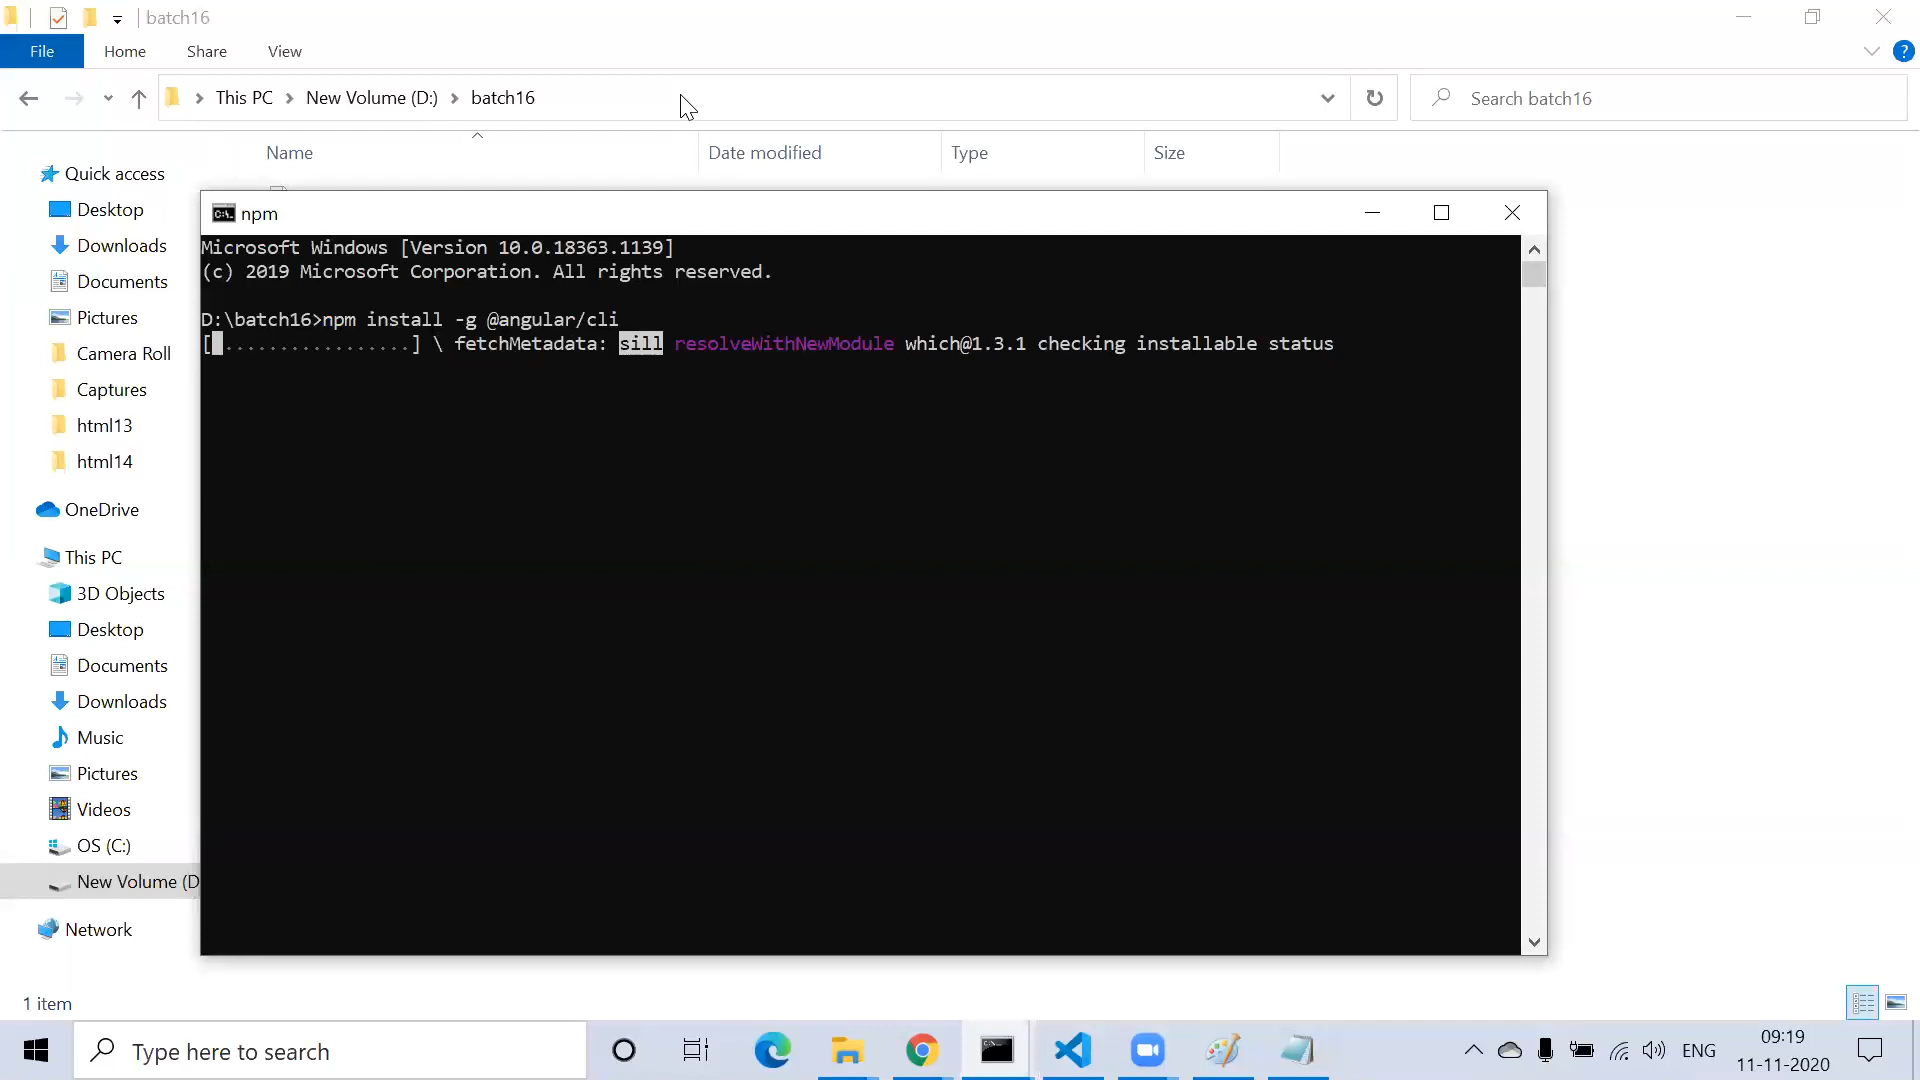 batch16
File Home Share View
This PC New Volume (D:) batch16
Search batch16
Name Date modified Type Size
Quick access
Desktop
Downloads
Documents
Pictures
Camera Roll
Captures
html13
html14
OneDrive
This PC
3D Objects
Desktop
Documents
Downloads
Music
Pictures
Videos
OS (C:)
New Volume (D
Network
npm
Microsoft Windows [Version 10.0.18363.1139]
(c) 2019 Microsoft Corporation. All rights reserved.
D:\batch16>npm install -g @angular/cli
[ .................] \ fetchMetadata: sill resolveWithNewModule which@1.3.1 checking installable status
1 item
Type here to search
ENG
09:19
11-11-2020